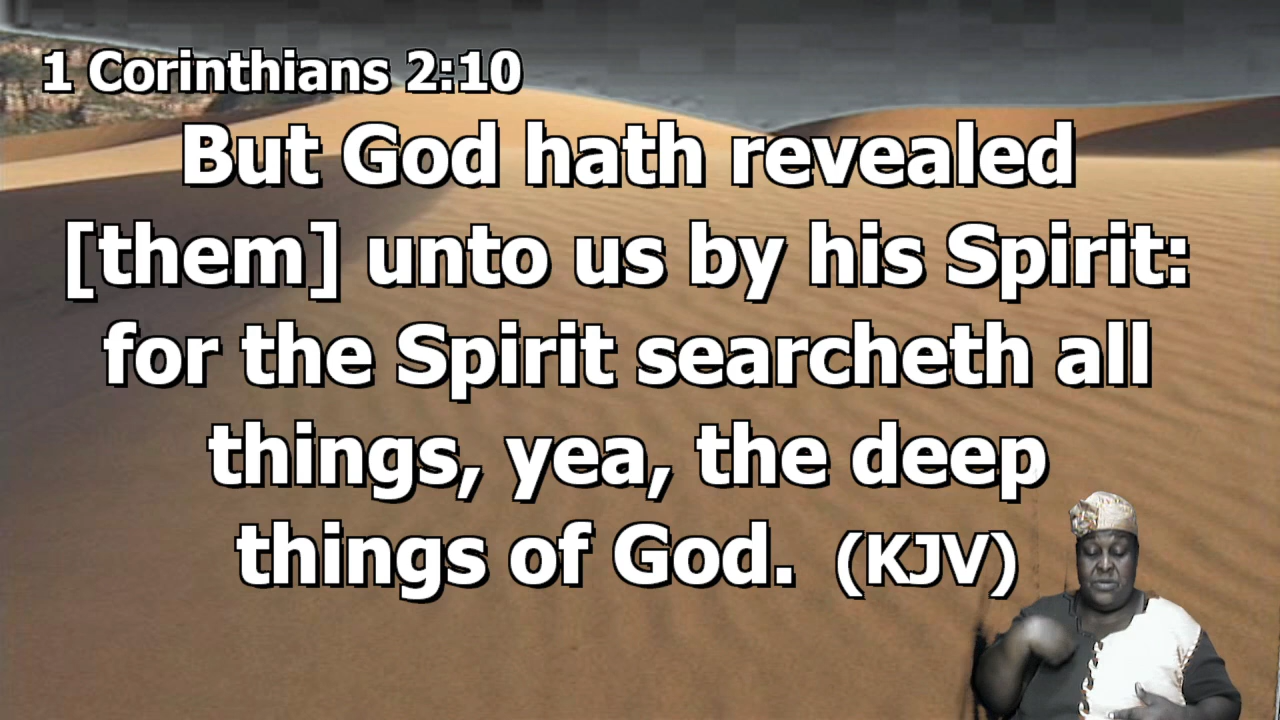 1 Corinthians 2:10
But God hath revealed
[them] unto us by his Spirit:
for the Spirit searcheth all
things, yea, the deep
things of God. (KJV)